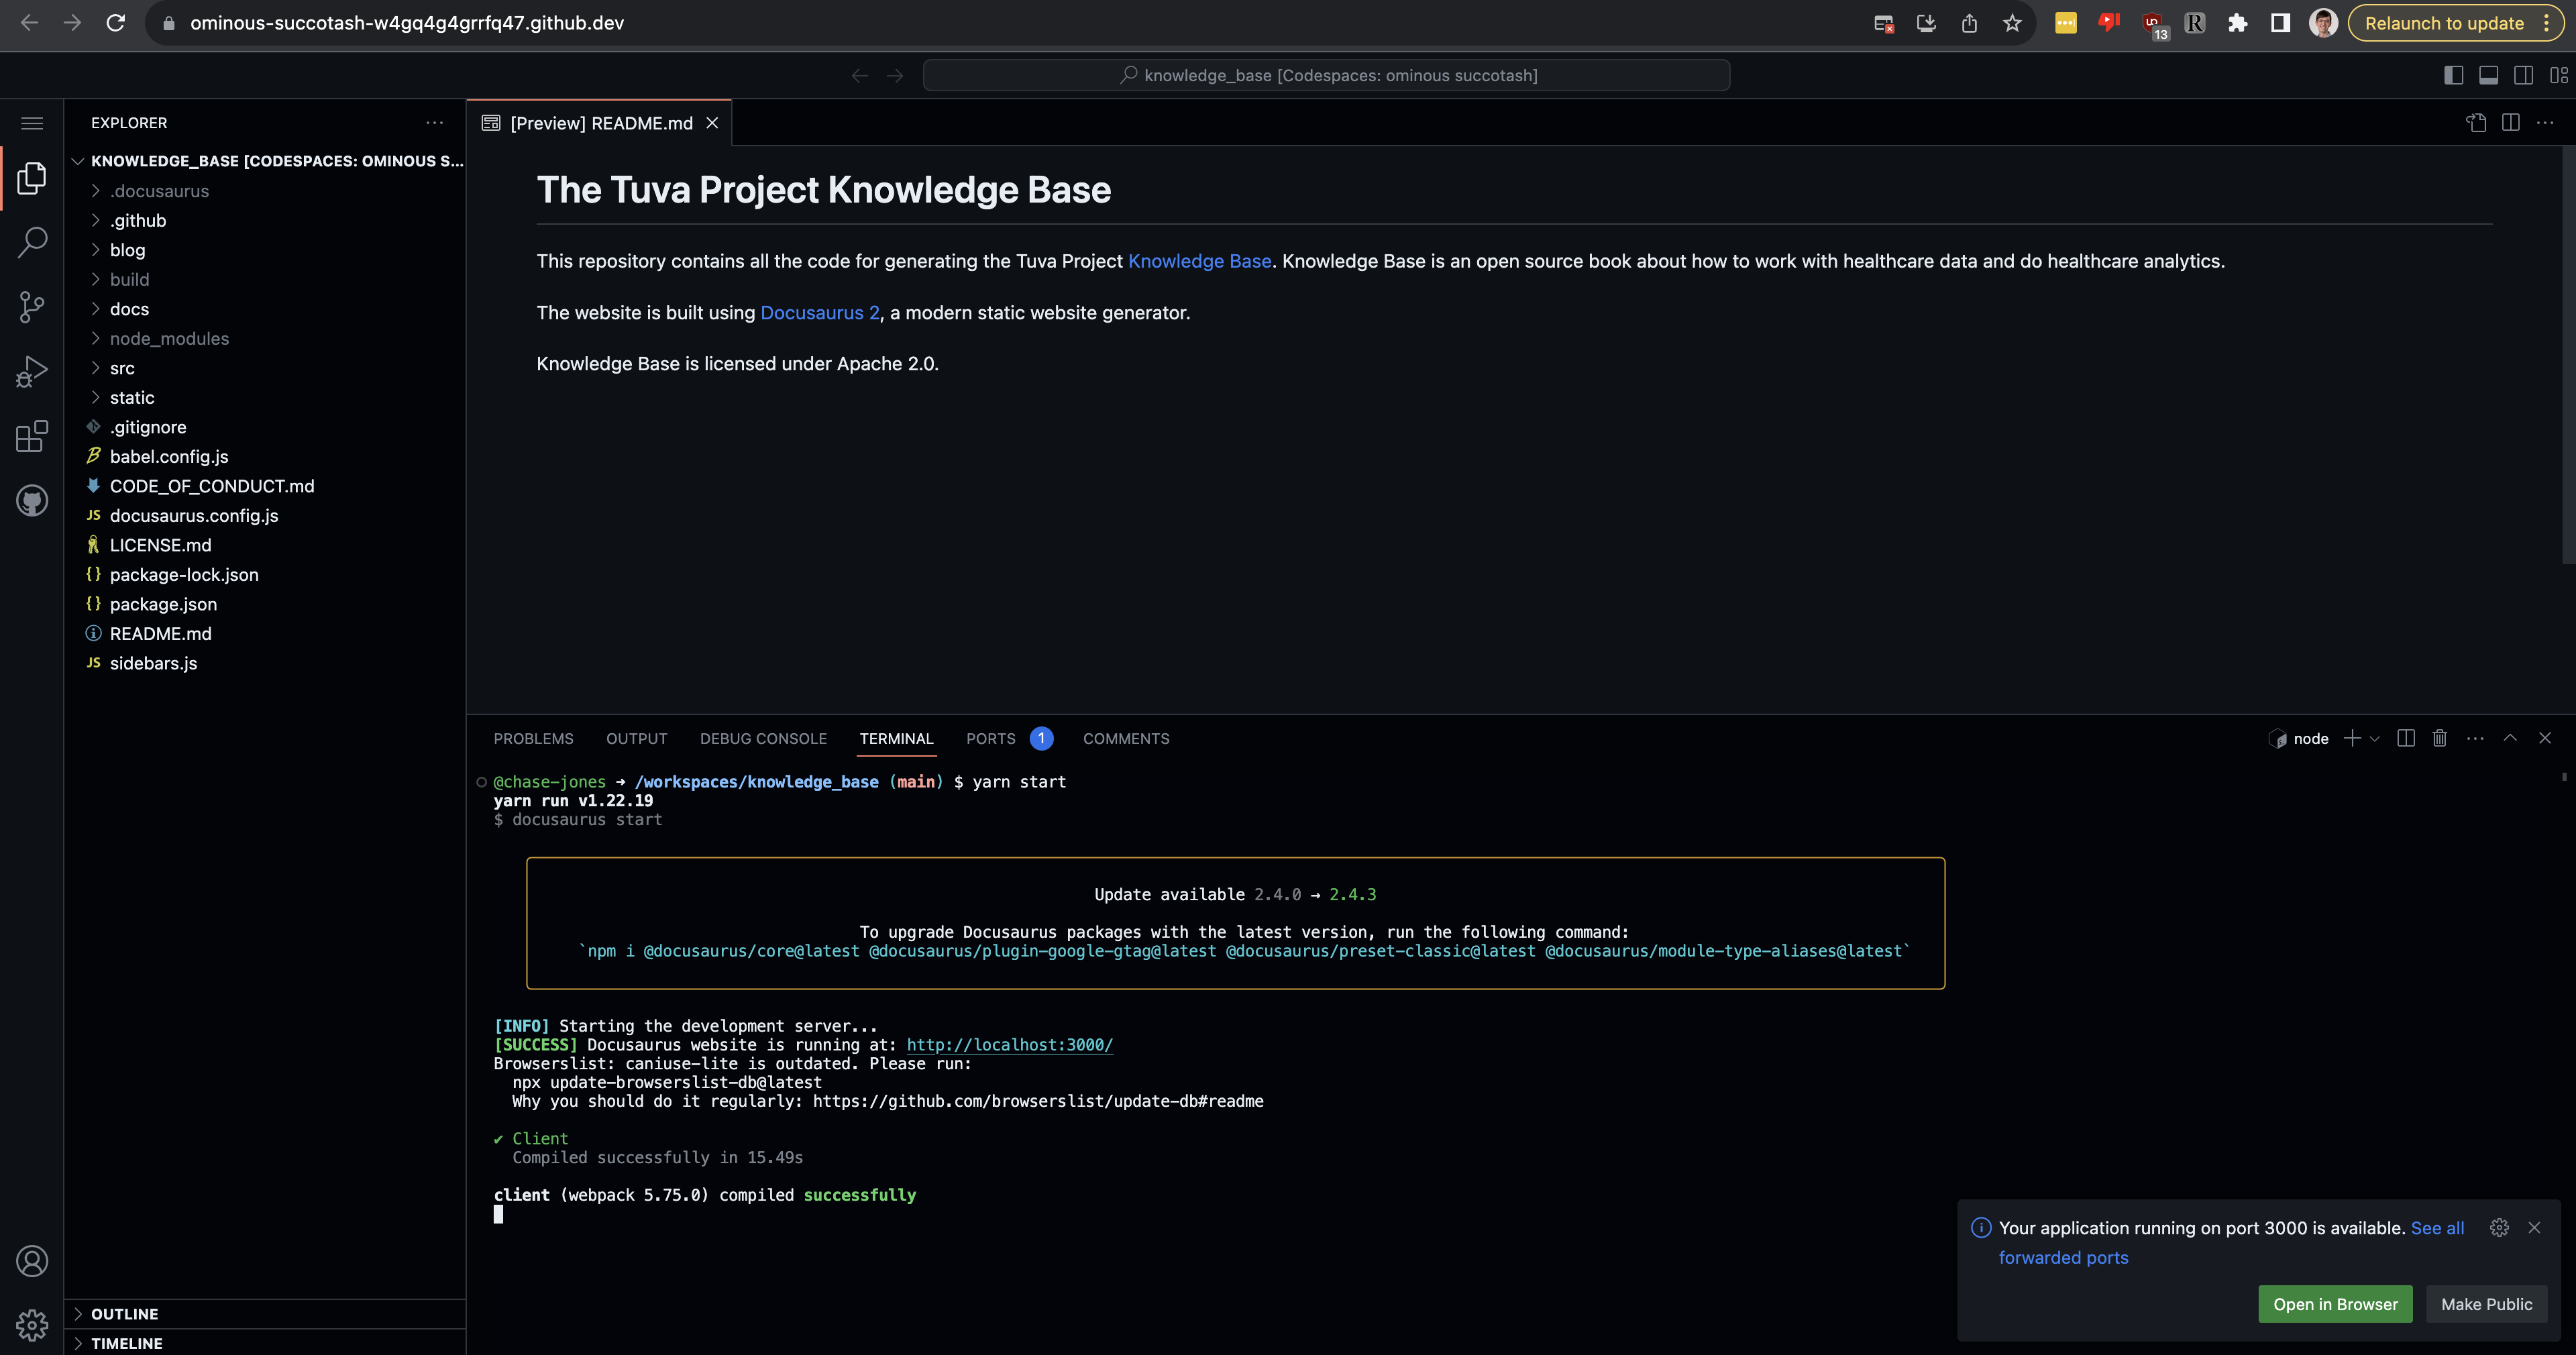 ominous-succotash-w4gq4g4grrfq47.github.dev
13
Relaunch to update
knowledge_base [Codespaces: ominous succotash]
EXPLORER
KNOWLEDGE_BASE [CODESPACES: OMINOUS S...
.docusaurus
.github
blog
build
docs
node_modules
src
static
.gitignore
babel.config.js
CODE_OF_CONDUCT.md
JS docusaurus.config.js
LICENSE.md
{} package-lock.json
{} package.json
README.md
JS sidebars.js
OUTLINE
TIMELINE
[Preview] README.md
The Tuva Project Knowledge Base
This repository contains all the code for generating the Tuva Project Knowledge Base. Knowledge Base is an open source book about how to work with healthcare data and do healthcare analytics.
The website is built using Docusaurus 2, a modern static website generator.
Knowledge Base is licensed under Apache 2.0.
PROBLEMS OUTPUT DEBUG CONSOLE TERMINAL PORTS 1 COMMENTS
node
@chase-jones → /workspaces/knowledge_base (main) $ yarn start
yarn run v1.22.19
$ docusaurus start
Update available 2.4.0 → 2.4.3
To upgrade Docusaurus packages with the latest version, run the following command:
`npm i @docusaurus/core@latest @docusaurus/plugin-google-gtag@latest @docusaurus/preset-classic@latest @docusaurus/module-type-aliases@latest`
[INFO] Starting the development server...
[SUCCESS] Docusaurus website is running at: http://localhost:3000/
Browserslist: caniuse-lite is outdated. Please run:
npx update-browserslist-db@latest
Why you should do it regularly: https://github.com/browserslist/update-db#readme
✔ Client
Compiled successfully in 15.49s
client (webpack 5.75.0) compiled successfully
Your application running on port 3000 is available. See all
forwarded ports
Open in Browser
Make Public